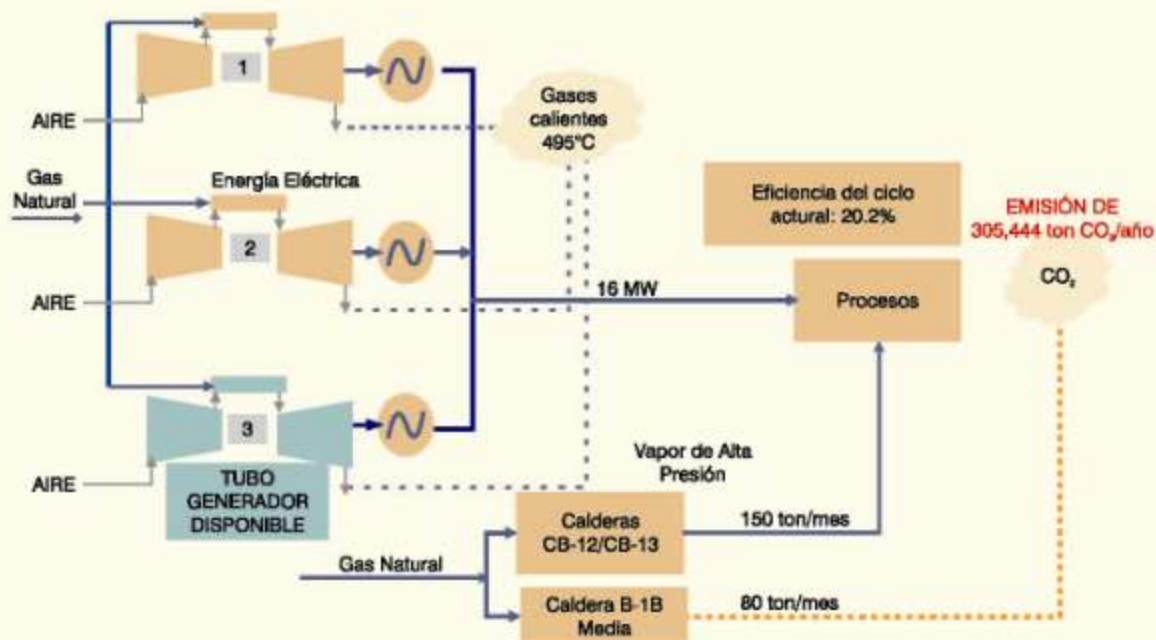 1
AIRE
Gases
calientes
495°C
Gas
Natural
Energía Eléctrica
2
AIRE
Eficiencia del ciclo
actural: 20.2%
EMISIÓN DE
305,444 ton CO₂/año
CO₂
16 MW
Procesos
3
AIRE
TUBO
GENERADOR
DISPONIBLE
Vapor de Alta
Presión
Calderas
CB-12/CB-13
150 ton/mes
Gas Natural
Caldera B-1B
Media
80 ton/mes